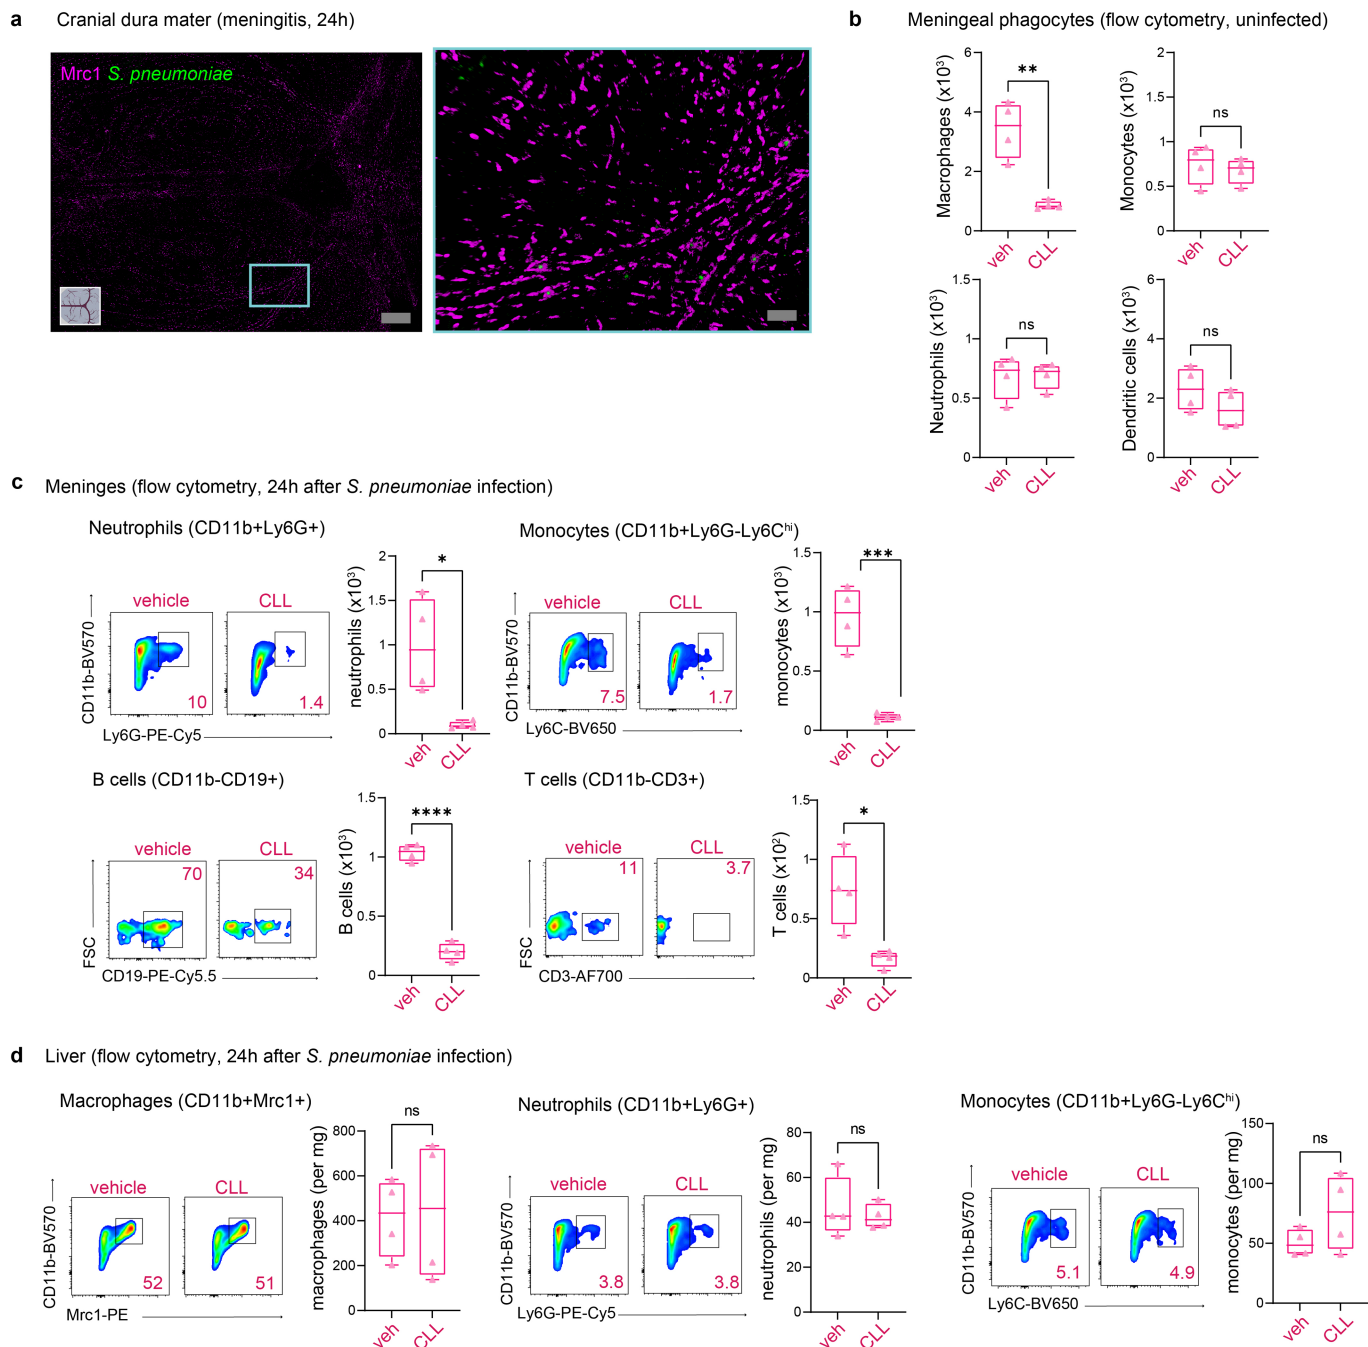 a Cranial dura mater (meningitis, 24h)
Mrc1 S. pneumoniae
b Meningeal phagocytes (flow cytometry, uninfected)
Macrophages (x10³)
6
4
2
0
**
veh
CLL
Monocytes (x10³)
2
1.5
1
0.5
0
ns
veh
CLL
Neutrophils (x10³)
1.5
1
0.5
0
ns
veh
CLL
Dendritic cells (x10³)
6
4
2
0
ns
veh
CLL
c Meninges (flow cytometry, 24h after S. pneumoniae infection)
Neutrophils (CD11b+Ly6G+)
vehicle
CLL
CD11b-BV570
10
1.4
Ly6G-PE-Cy5
neutrophils (x10³)
2
1.5
1
0.5
0
*
veh
CLL
Monocytes (CD11b+Ly6G-Ly6Cʰⁱ)
vehicle
CLL
CD11b-BV570
7.5
1.7
Ly6C-BV650
monocytes (x10³)
1.5
1
0.5
0
***
veh
CLL
B cells (CD11b-CD19+)
vehicle
CLL
70
34
FSC
CD19-PE-Cy5.5
B cells (x10³)
1.5
1
0.5
0
****
veh
CLL
T cells (CD11b-CD3+)
vehicle
CLL
11
3.7
FSC
CD3-AF700
T cells (x10²)
1.5
1
0.5
0
*
veh
CLL
d Liver (flow cytometry, 24h after S. pneumoniae infection)
Macrophages (CD11b+Mrc1+)
vehicle
CLL
CD11b-BV570
52
51
Mrc1-PE
macrophages (per mg)
800
600
400
200
0
ns
veh
CLL
Neutrophils (CD11b+Ly6G+)
vehicle
CLL
CD11b-BV570
3.8
3.8
Ly6G-PE-Cy5
neutrophils (per mg)
80
60
40
20
0
ns
veh
CLL
Monocytes (CD11b+Ly6G-Ly6Cʰⁱ)
vehicle
CLL
CD11b-BV570
5.1
4.9
Ly6C-BV650
monocytes (per mg)
150
100
50
0
ns
veh
CLL